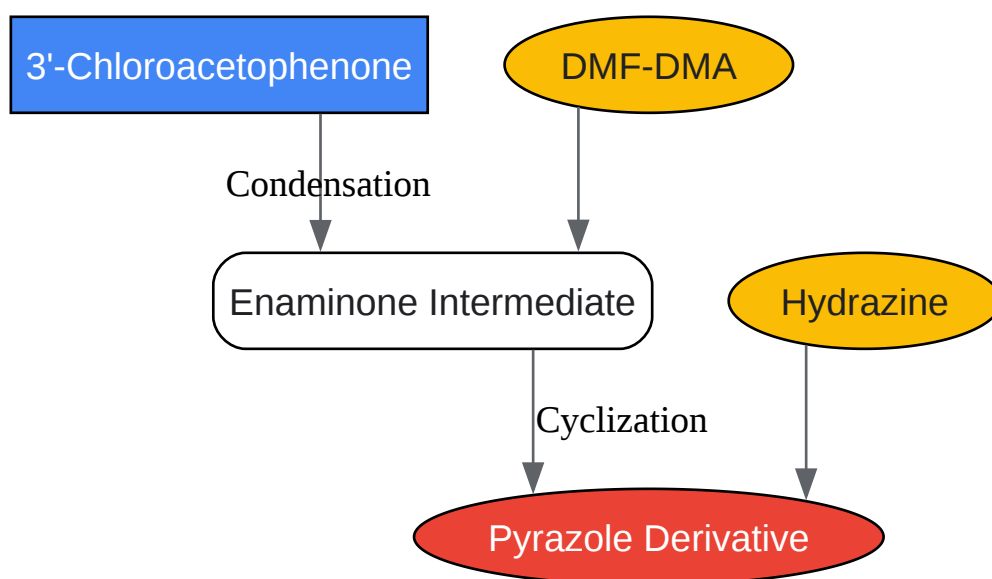 3'-Chloroacetophenone
DMF-DMA
Condensation
Enaminone Intermediate
Hydrazine
Cyclization
Pyrazole Derivative